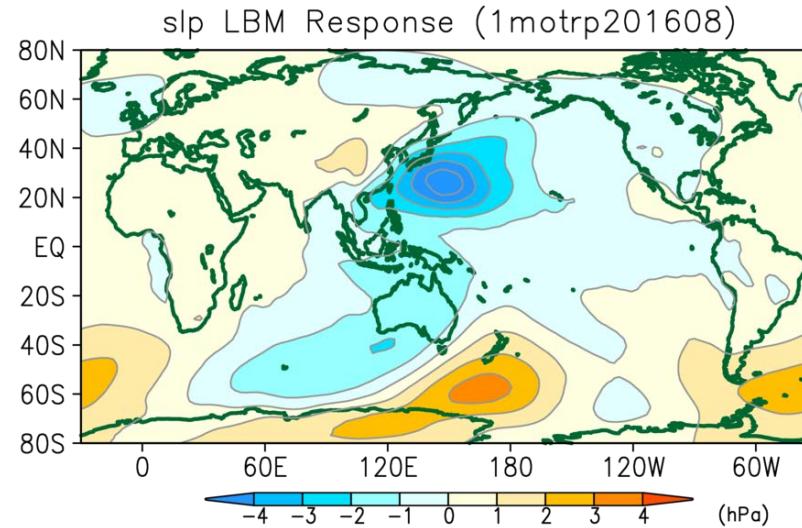 slp LBM Response (1motrp201608)
80N
60N
40N
20N
EQ
20S
40S
60S
80S
0 60E 120E 180 120W 60W
-4 -3 -2 -1 0 1 2 3 4 (hPa)